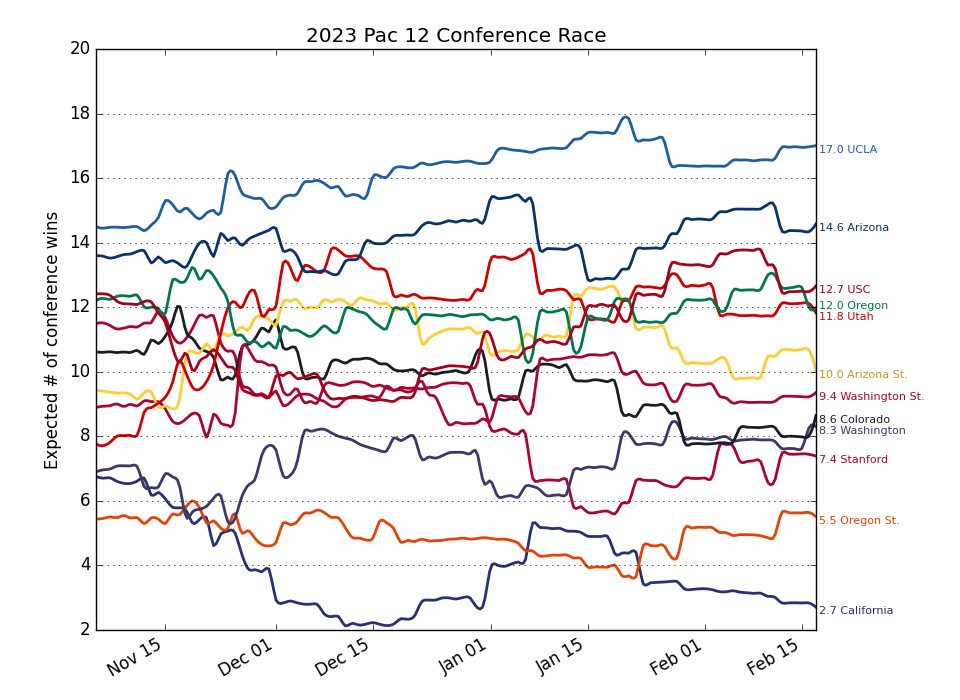 2023 Pac 12 Conference Race
Expected # of conference wins
20
18
16
14
12
10
8
6
4
2
17.0 UCLA
14.6 Arizona
12.7 USC
12.0 Oregon
11.8 Utah
10.0 Arizona St.
9.4 Washington St.
8.6 Colorado
8.3 Washington
7.4 Stanford
5.5 Oregon St.
2.7 California
Nov 15
Dec 01
Dec 15
Jan 01
Jan 15
Feb 01
Feb 15